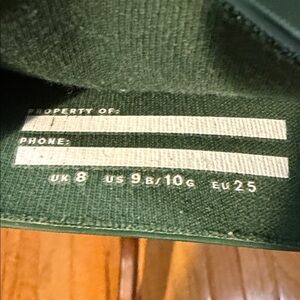 PROPERTY OF:
PHONE:
UK 8 US 9 B/10 G EU 25